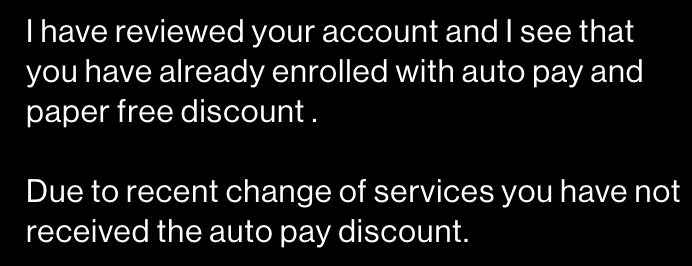 I have reviewed your account and I see that
you have already enrolled with auto pay and
paper free discount .
Due to recent change of services you have not
received the auto pay discount.